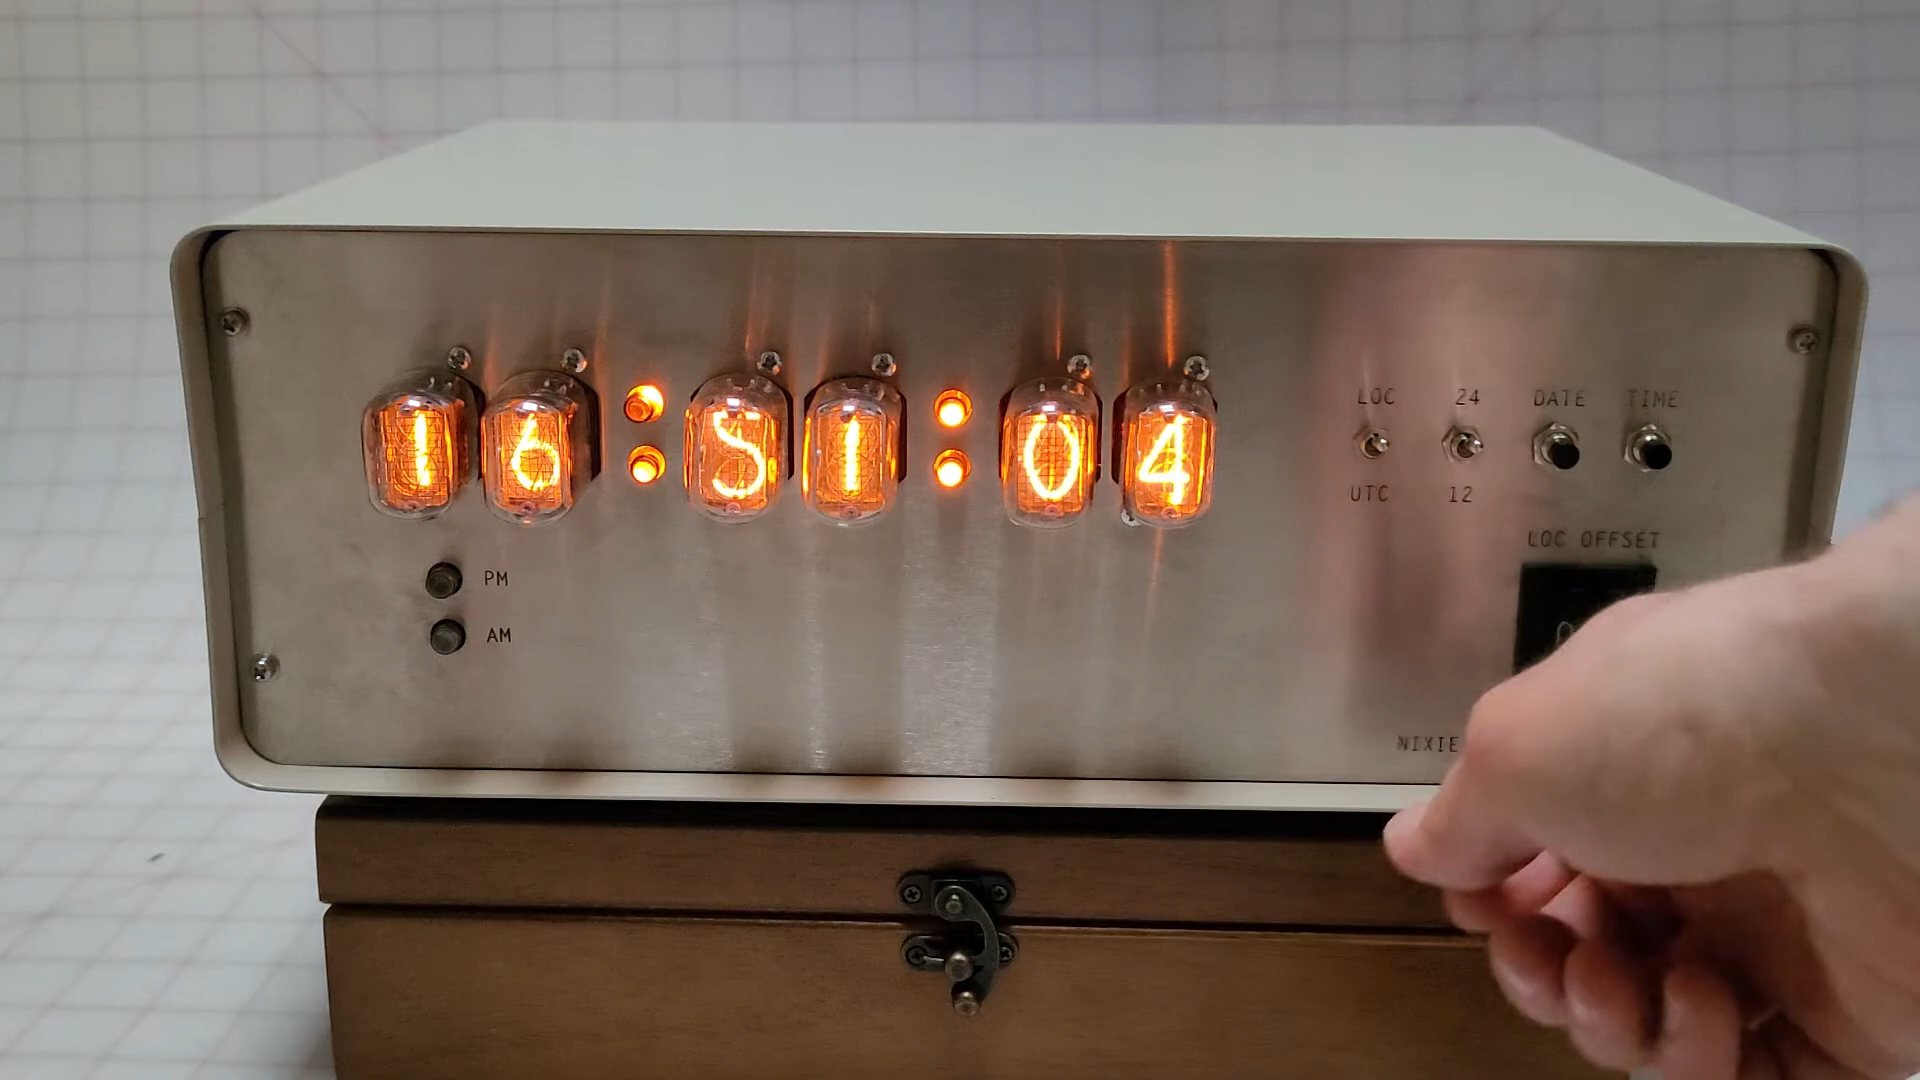 16:51:04
LOC 24 DATE TIME
UTC 12
LOC OFFSET
PM
AM
NIXIE